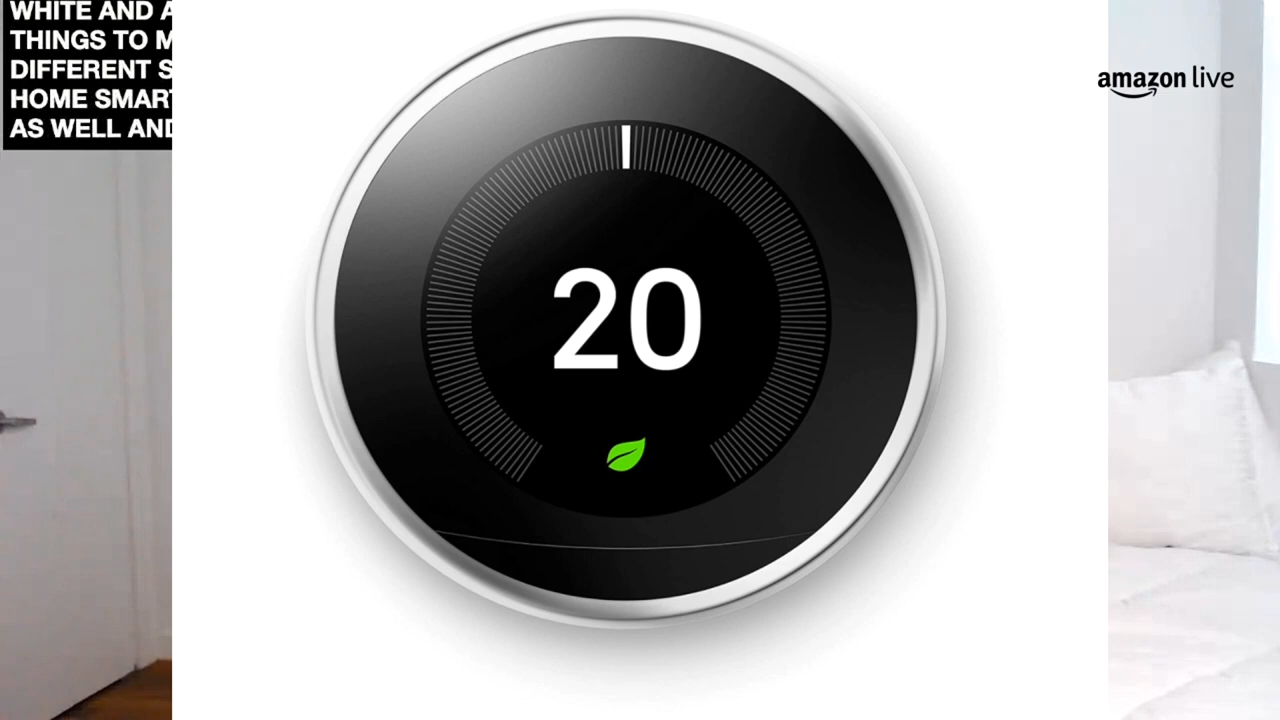 WHITE AND A
THINGS TO M
DIFFERENT S
HOME SMART
AS WELL AND
amazon live
20